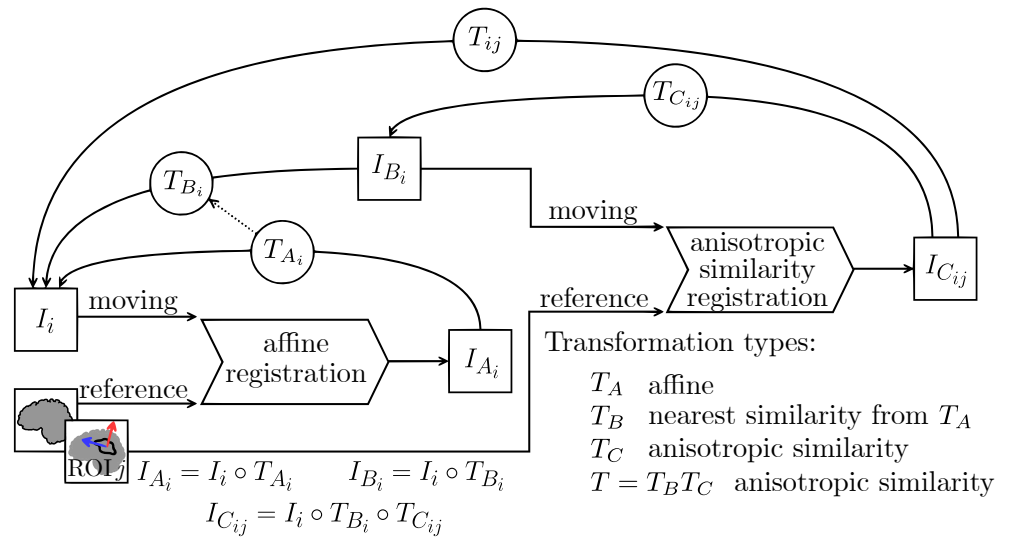 T_{ij}
T_{C_{ij}}
I_{B_i}
T_{B_i}
moving
T_{A_i}
anisotropic
similarity
registration
I_{C_{ij}}
I_i
moving
reference
affine
registration
I_{A_i}
Transformation types:
T_A affine
reference
T_B nearest similarity from T_A
T_C anisotropic similarity
ROI j
I_{A_i} = I_i ∘ T_{A_i}
I_{B_i} = I_i ∘ T_{B_i}
T = T_B T_C anisotropic similarity
I_{C_{ij}} = I_i ∘ T_{B_i} ∘ T_{C_{ij}}